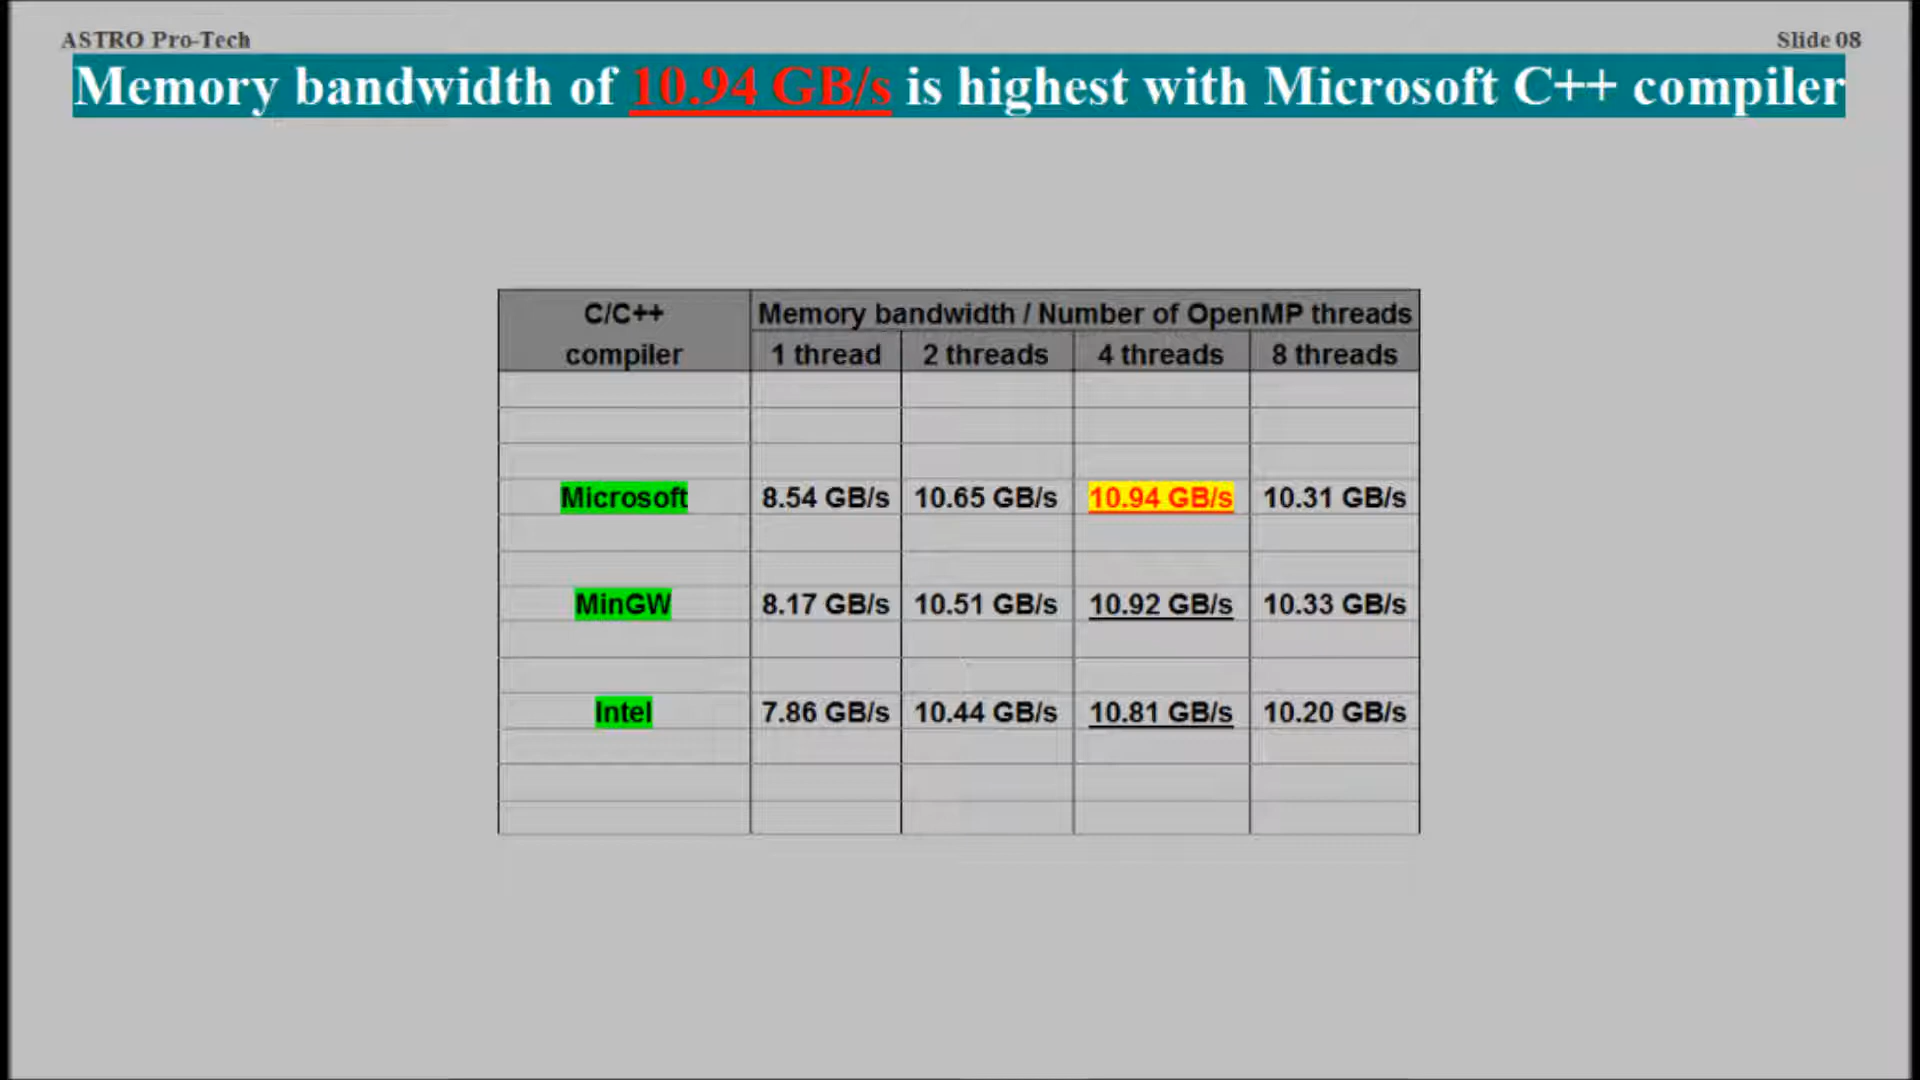 ASTRO Pro-Tech Slide 08
Memory bandwidth of 10.94 GB/s is highest with Microsoft C++ compiler
C/C++ Memory bandwidth / Number of OpenMP threads
compiler 1 thread 2 threads 4 threads 8 threads
Microsoft 8.54 GB/s 10.65 GB/s 10.94 GB/s 10.31 GB/s
MinGW 8.17 GB/s 10.51 GB/s 10.92 GB/s 10.33 GB/s
Intel 7.86 GB/s 10.44 GB/s 10.81 GB/s 10.20 GB/s